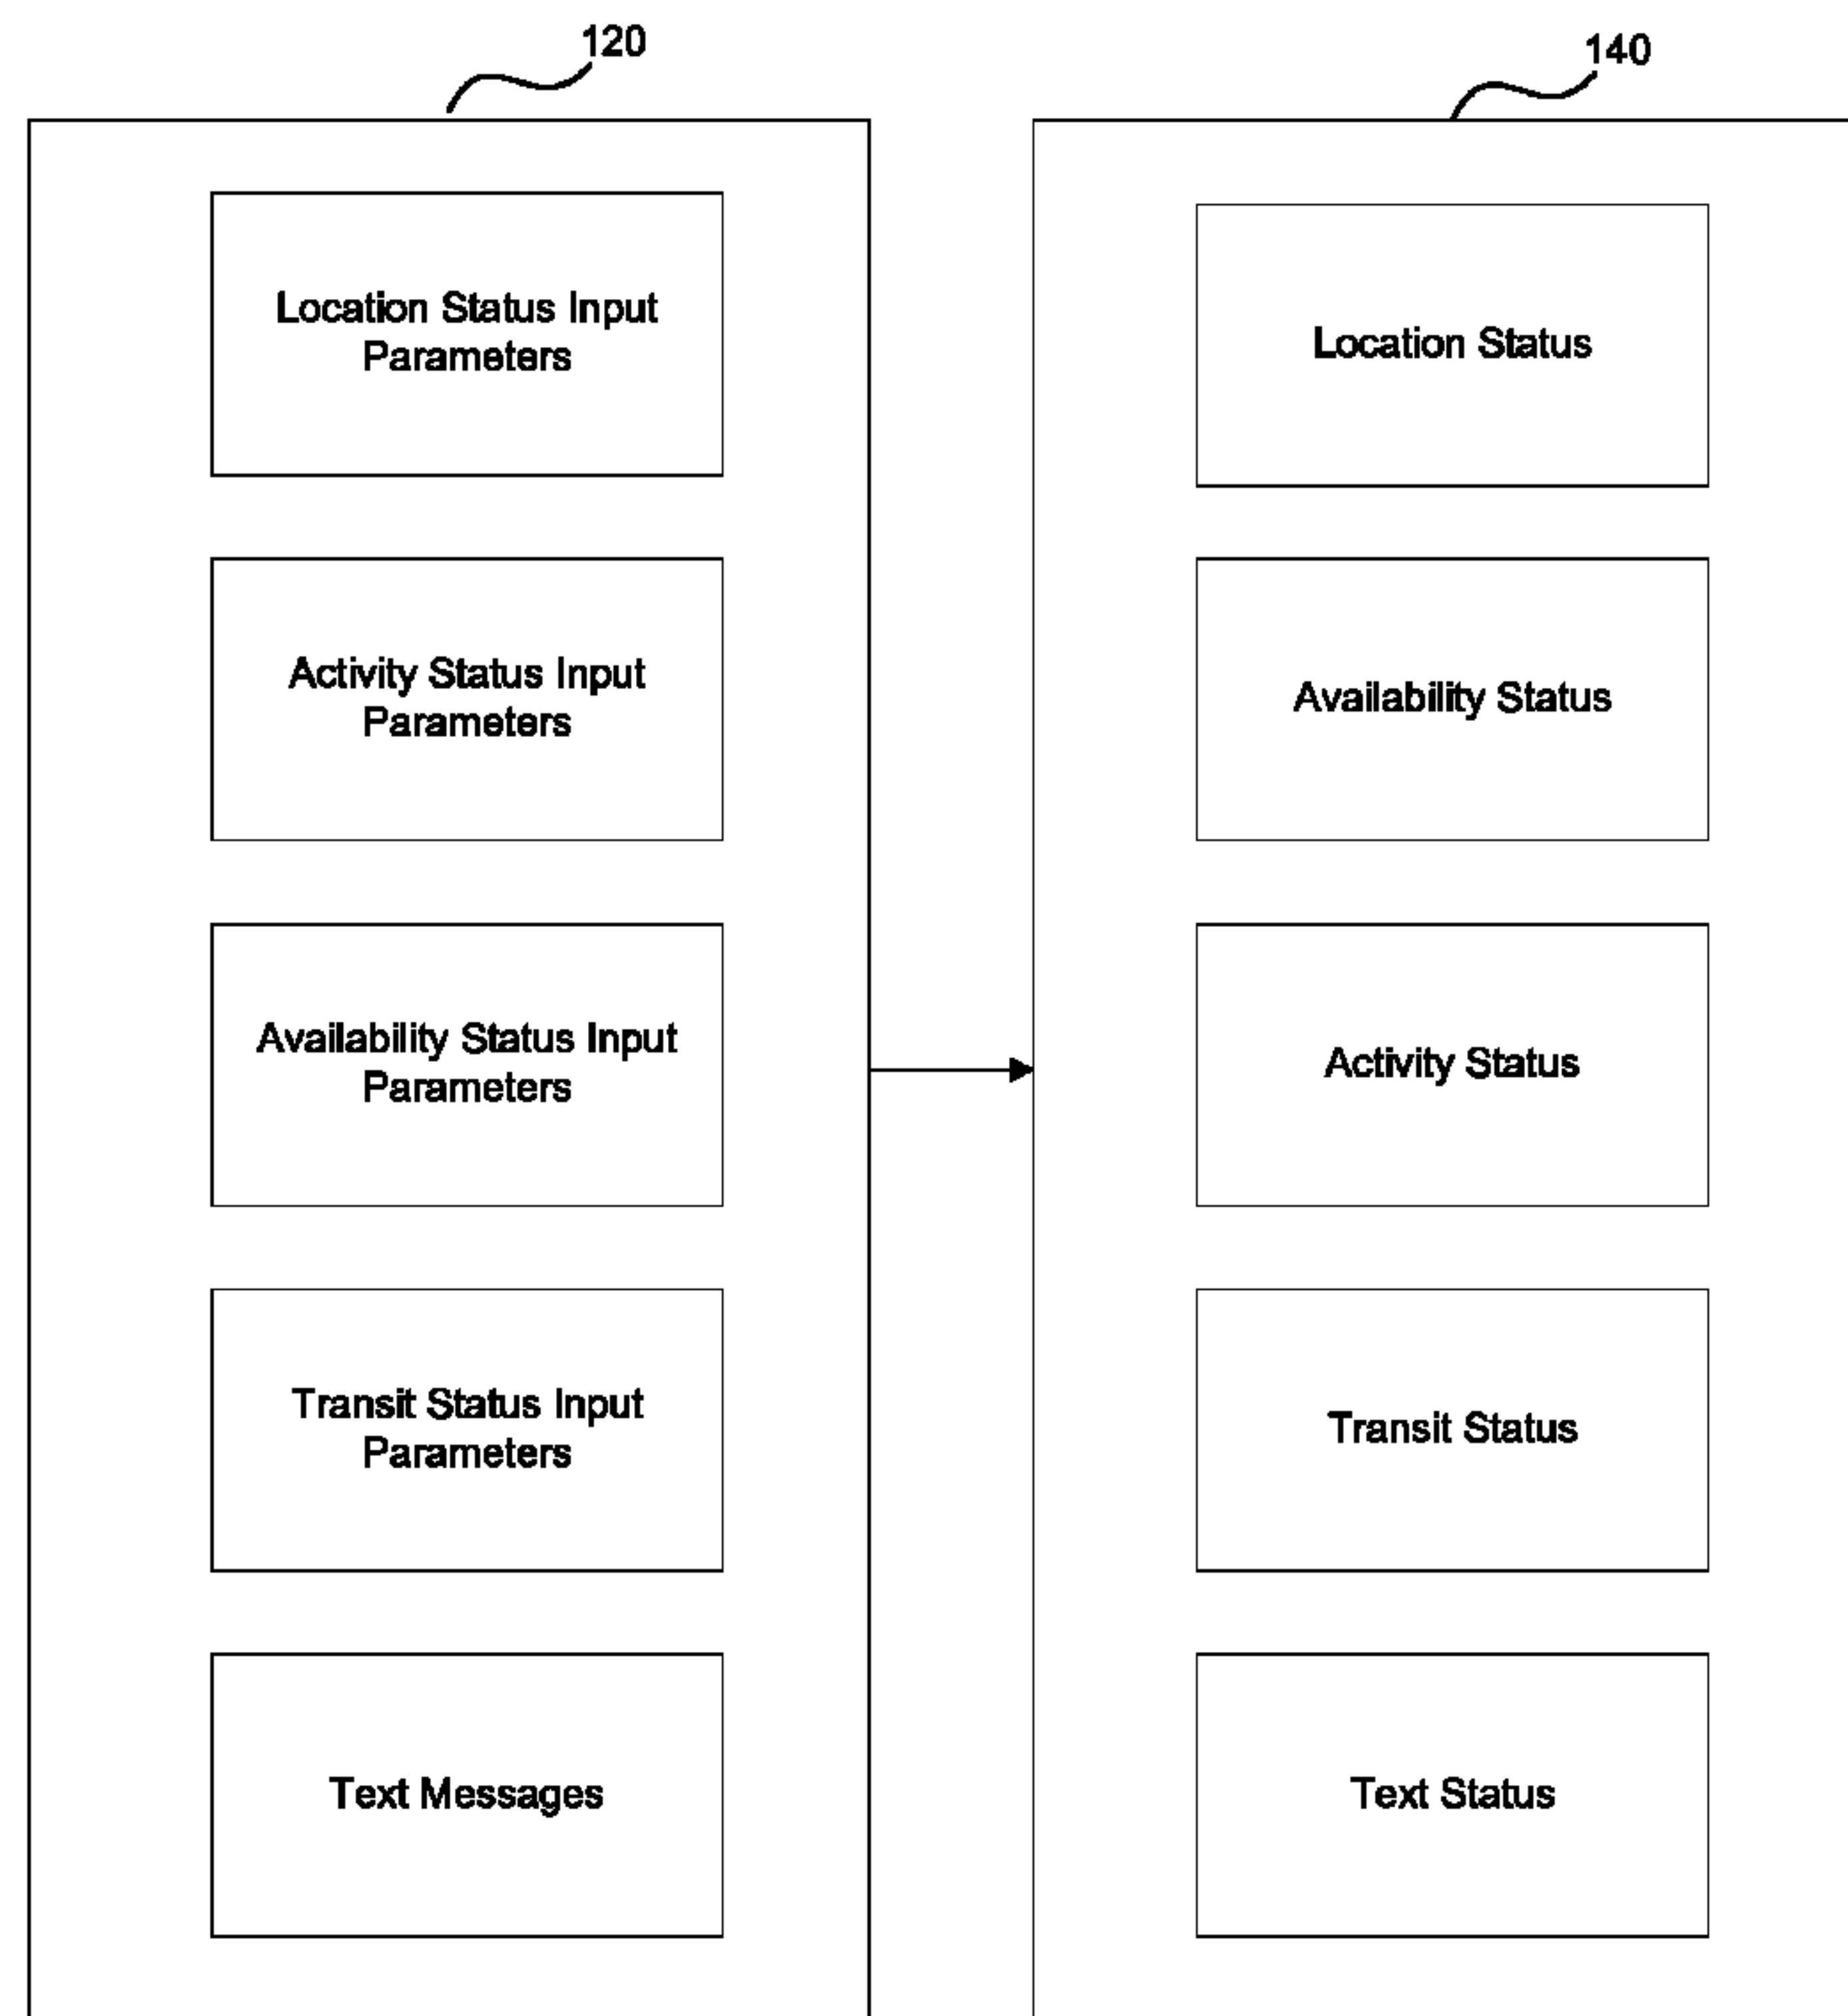 120
Location Status Input
Parameters
Activity Status Input
Parameters
Availability Status Input
Parameters
Transit Status Input
Parameters
Text Messages
140
Location Status
Availability Status
Activity Status
Transit Status
Text Status